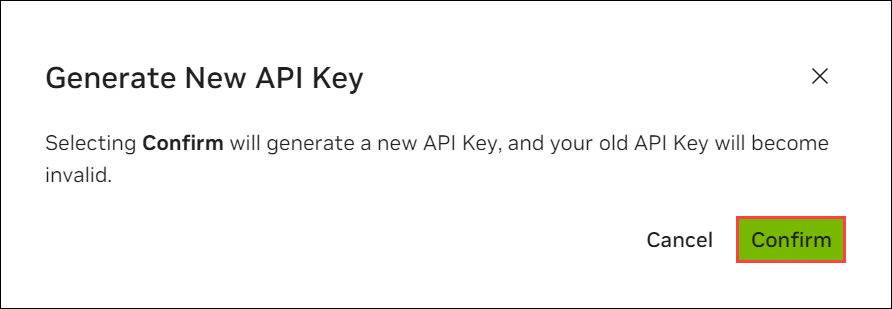 Generate New API Key
Selecting Confirm will generate a new API Key, and your old API Key will become
invalid.
Cancel Confirm